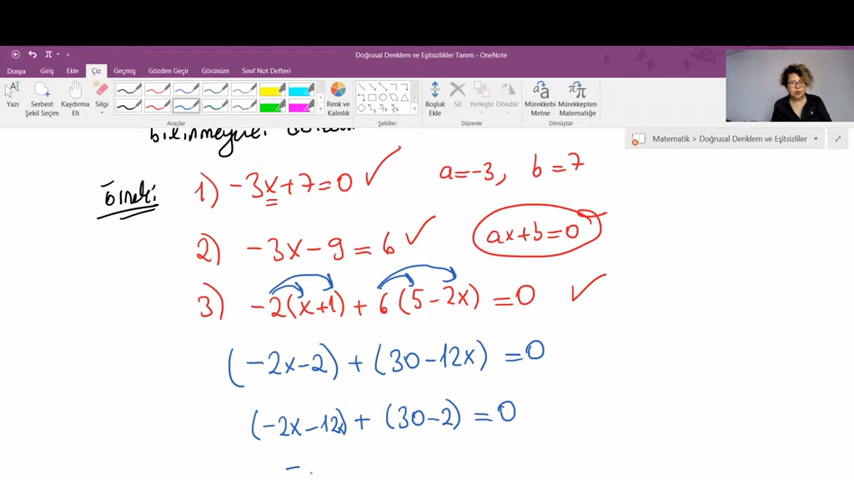 Doğrusal Denklem ve Eşitsizlikler Tanım - OneNote
Dosya Giriş Ekle Çiz Geçmiş Gözden Geçir Görünüm Sınıf Not Defteri
Yazı Serbest Şekil Seçim Kaydırma Eli Silgi Renk ve Kalınlık Boşluk Ekle Sil Yerleştir Döndür Mürekkebi Metne Mürekkepten Matematiğe
Araçlar Şekiller Düzenle Dönüştür
Matematik > Doğrusal Denklem ve Eşitsizlikler
Örnek:
1) -3x+7=0 ✓ a=-3, b=7
2) -3x-9=6 ✓ ax+b=0
3) -2(x+1)+6(5-2x)=0 ✓
(-2x-2)+(30-12x)=0
(-2x-12x)+(30-2)=0
-